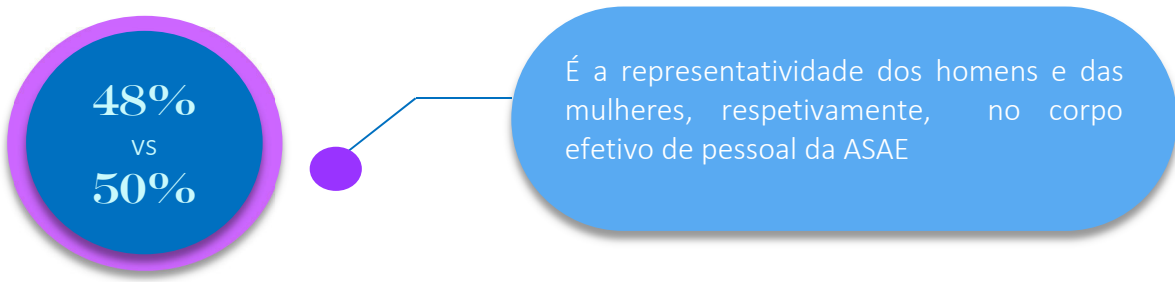 48%
vs
50%
É a representatividade dos homens e das
mulheres, respetivamente, no corpo
efetivo de pessoal da ASAE